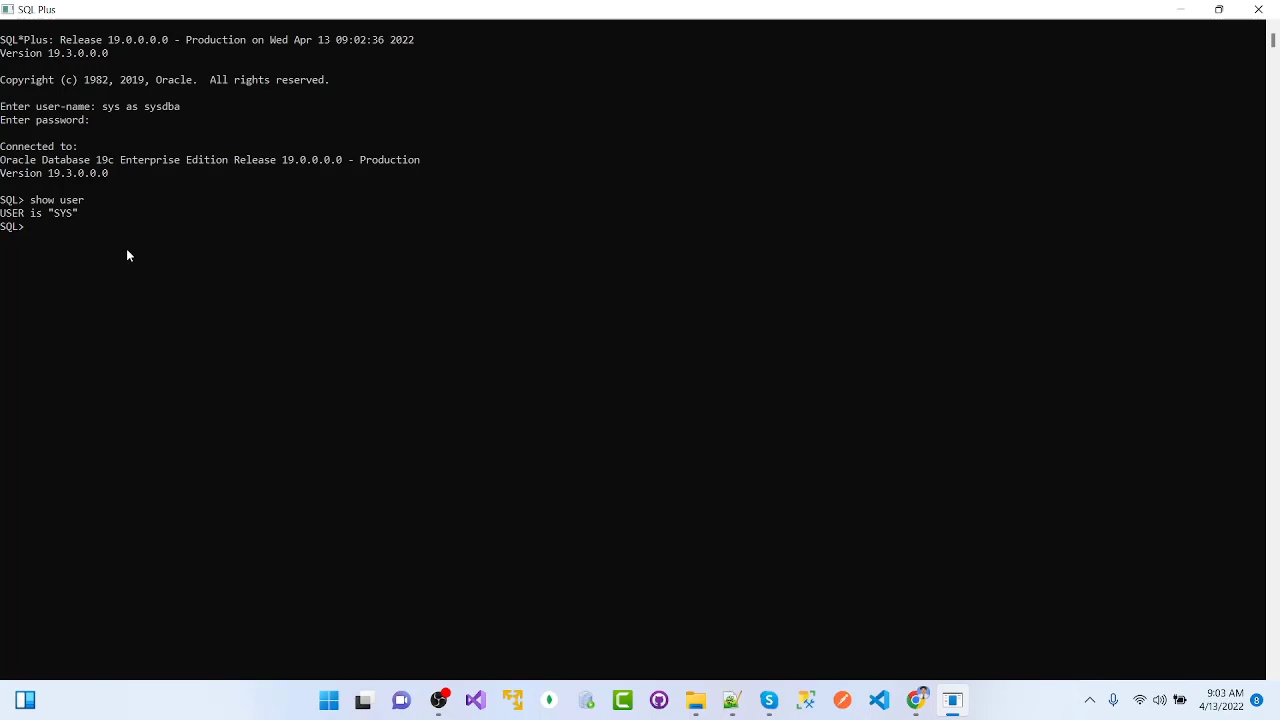 SQL Plus
SQL*Plus: Release 19.0.0.0.0 - Production on Wed Apr 13 09:02:36 2022
Version 19.3.0.0.0
Copyright (c) 1982, 2019, Oracle.  All rights reserved.
Enter user-name: sys as sysdba
Enter password:
Connected to:
Oracle Database 19c Enterprise Edition Release 19.0.0.0.0 - Production
Version 19.3.0.0.0
SQL> show user
USER is "SYS"
SQL>
9:03 AM
4/13/2022
8